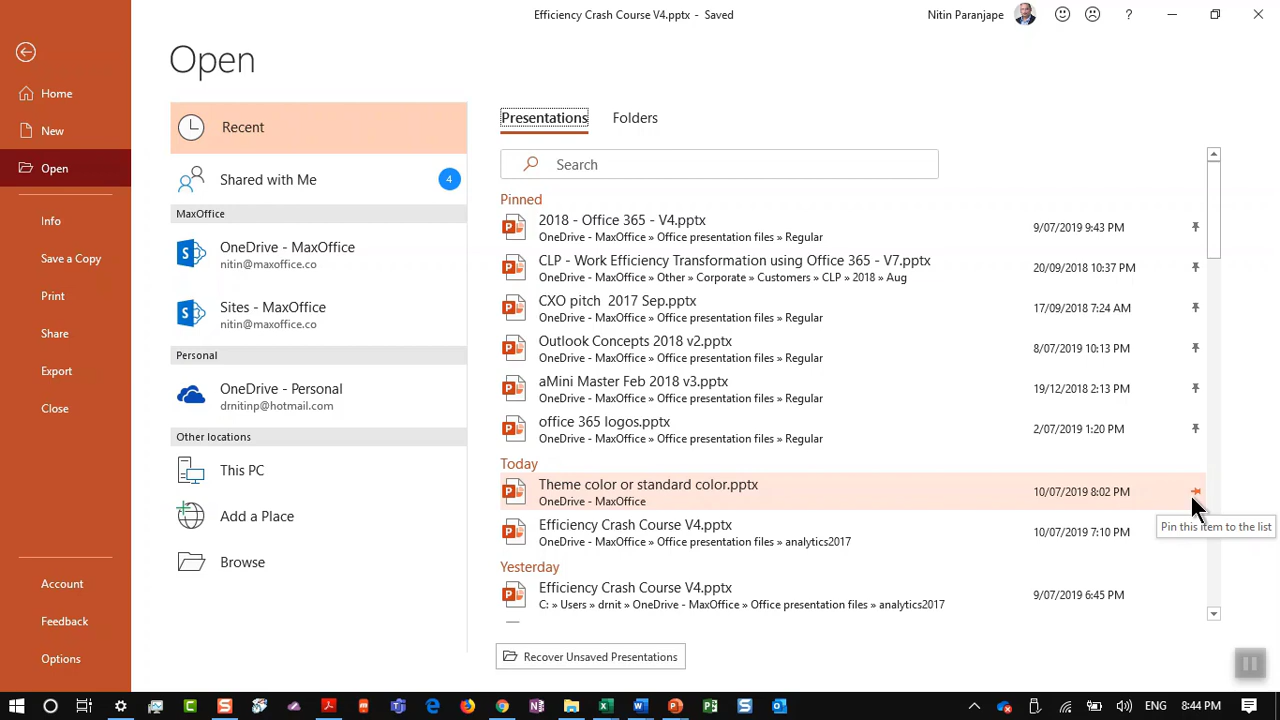 Efficiency Crash Course V4.pptx - Saved
Nitin Paranjape
?
Open
Home
New
Open
Info
Save a Copy
Print
Share
Export
Close
Account
Feedback
Options
Recent
Shared with Me
4
MaxOffice
OneDrive - MaxOffice
nitin@maxoffice.co
Sites - MaxOffice
nitin@maxoffice.co
Personal
OneDrive - Personal
drnitinp@hotmail.com
Other locations
This PC
Add a Place
Browse
Presentations Folders
Search
Pinned
2018 - Office 365 - V4.pptx
OneDrive - MaxOffice » Office presentation files » Regular
9/07/2019 9:43 PM
CLP - Work Efficiency Transformation using Office 365 - V7.pptx
OneDrive - MaxOffice » Other » Corporate » Customers » CLP » 2018 » Aug
20/09/2018 10:37 PM
CXO pitch 2017 Sep.pptx
OneDrive - MaxOffice » Office presentation files » Regular
17/09/2018 7:24 AM
Outlook Concepts 2018 v2.pptx
OneDrive - MaxOffice » Office presentation files » Regular
8/07/2019 10:13 PM
aMini Master Feb 2018 v3.pptx
OneDrive - MaxOffice » Office presentation files » Regular
19/12/2018 2:13 PM
office 365 logos.pptx
OneDrive - MaxOffice » Office presentation files » Regular
2/07/2019 1:20 PM
Today
Theme color or standard color.pptx
OneDrive - MaxOffice
10/07/2019 8:02 PM
Pin this item to the list
Efficiency Crash Course V4.pptx
OneDrive - MaxOffice » Office presentation files » analytics2017
10/07/2019 7:10 PM
Yesterday
Efficiency Crash Course V4.pptx
C: » Users » drnit » OneDrive - MaxOffice » Office presentation files » analytics2017
9/07/2019 6:45 PM
Recover Unsaved Presentations
ENG 8:44 PM